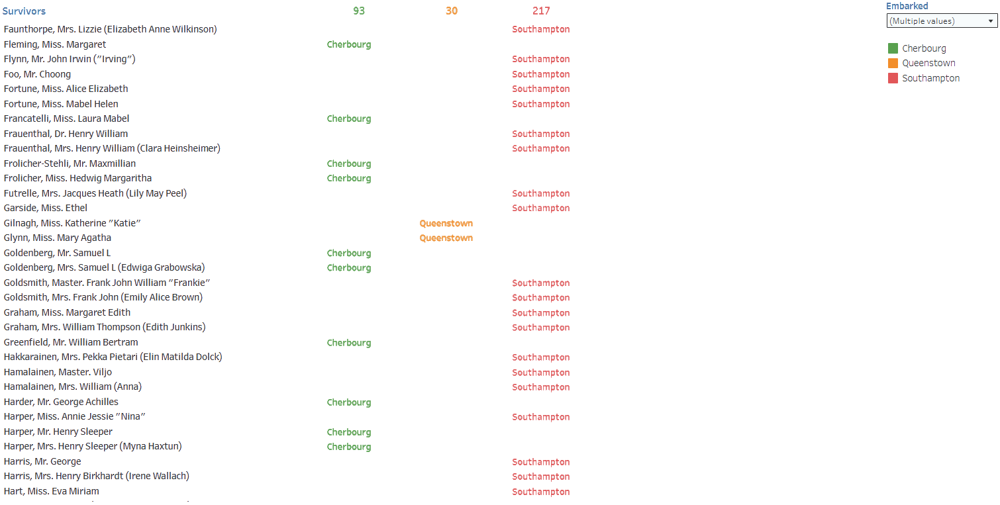 Survivors 93 30 217
Faunthorpe, Mrs. Lizzie (Elizabeth Anne Wilkinson) Southampton
Fleming, Miss. Margaret Cherbourg
Flynn, Mr. John Irwin ("Irving") Southampton
Foo, Mr. Choong Southampton
Fortune, Miss. Alice Elizabeth Southampton
Fortune, Miss. Mabel Helen Southampton
Francatelli, Miss. Laura Mabel Cherbourg
Frauenthal, Dr. Henry William Southampton
Frauenthal, Mrs. Henry William (Clara Heinsheimer) Southampton
Frolicher-Stehli, Mr. Maxmillian Cherbourg
Frolicher, Miss. Hedwig Margaritha Cherbourg
Futrelle, Mrs. Jacques Heath (Lily May Peel) Southampton
Garside, Miss. Ethel Southampton
Gilnagh, Miss. Katherine "Katie" Queenstown
Glynn, Miss. Mary Agatha Queenstown
Goldenberg, Mr. Samuel L Cherbourg
Goldenberg, Mrs. Samuel L (Edwiga Grabowska) Cherbourg
Goldsmith, Master. Frank John William "Frankie" Southampton
Goldsmith, Mrs. Frank John (Emily Alice Brown) Southampton
Graham, Miss. Margaret Edith Southampton
Graham, Mrs. William Thompson (Edith Junkins) Southampton
Greenfield, Mr. William Bertram Cherbourg
Hakkarainen, Mrs. Pekka Pietari (Elin Matilda Dolck) Southampton
Hamalainen, Master. Viljo Southampton
Hamalainen, Mrs. William (Anna) Southampton
Harder, Mr. George Achilles Cherbourg
Harper, Miss. Annie Jessie "Nina" Southampton
Harper, Mr. Henry Sleeper Cherbourg
Harper, Mrs. Henry Sleeper (Myna Haxtun) Cherbourg
Harris, Mr. George Southampton
Harris, Mrs. Henry Birkhardt (Irene Wallach) Southampton
Hart, Miss. Eva Miriam Southampton
Embarked
(Multiple values)
Cherbourg
Queenstown
Southampton